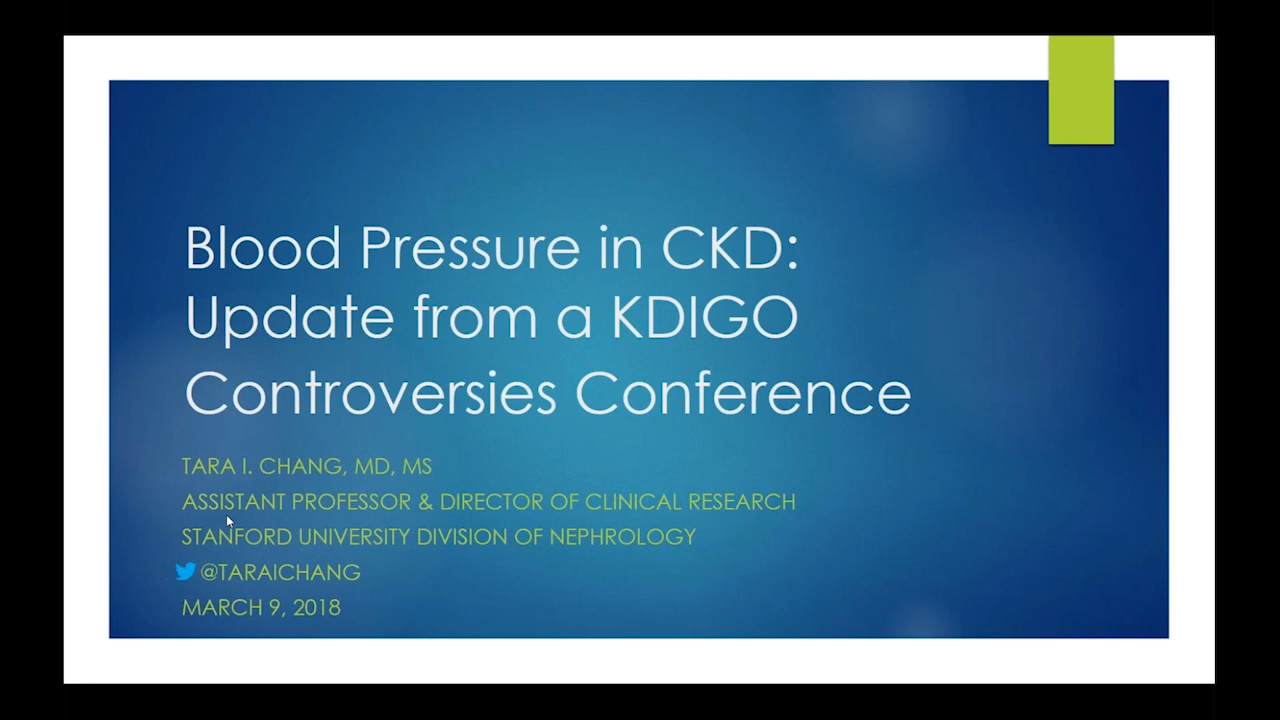 Blood Pressure in CKD:
Update from a KDIGO
Controversies Conference
TARA I. CHANG, MD, MS
ASSISTANT PROFESSOR & DIRECTOR OF CLINICAL RESEARCH
STANFORD UNIVERSITY DIVISION OF NEPHROLOGY
@TARAICHANG
MARCH 9, 2018